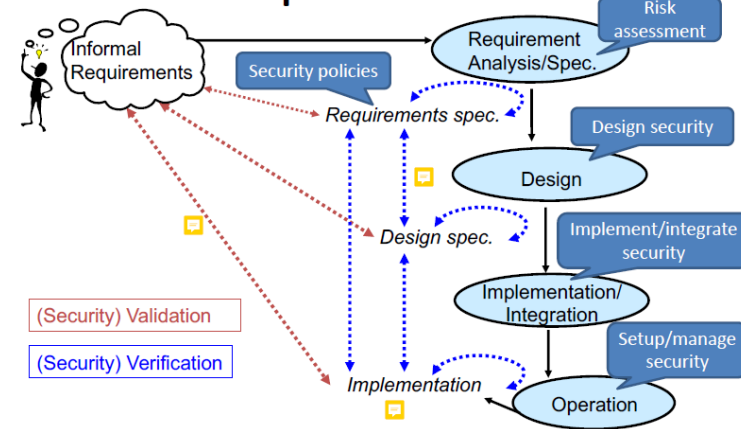 Risk
assessment
Informal
Requirements
Requirement
Analysis/Spec.
Security policies
Requirements spec.
Design security
Design
Design spec.
Implement/integrate
security
Implementation/
Integration
(Security) Validation
(Security) Verification
Setup/manage
security
Implementation
Operation